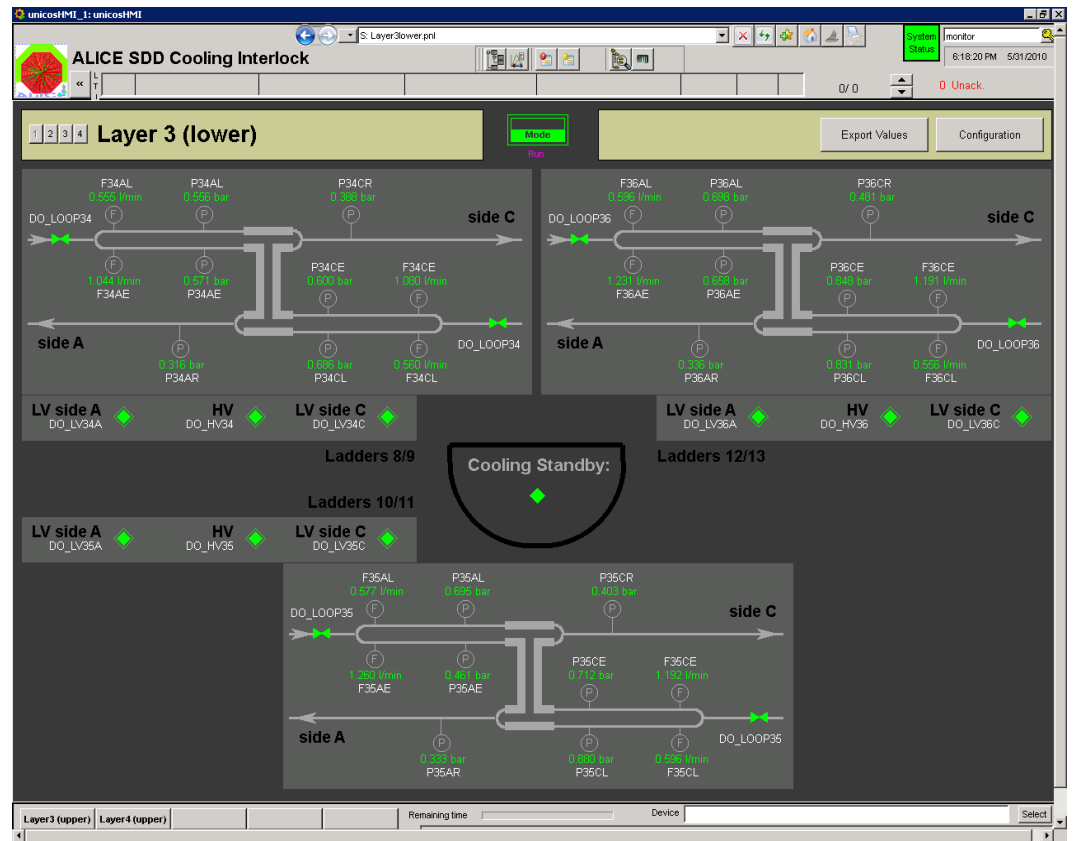 unicosHMI_1: unicosHMI
S: Layer3lower.pnl
ALICE SDD Cooling Interlock
System Status
monitor
6:18:20 PM 5/31/2010
«
L
T
0/ 0
0 Unack.
1 2 3 4 Layer 3 (lower)
Mode
Run
Export Values
Configuration
F34AL P34AL P34CR
0.555 l/min 0.556 bar 0.388 bar
DO_LOOP34 F P P side C
F P P34CE F34CE
1.044 l/min 0.571 bar 0.600 bar 1.080 l/min
F34AE P34AE P F
side A P P F DO_LOOP34
0.316 bar 0.686 bar 0.560 l/min
P34AR P34CL F34CL
F36AL P36AL P36CR
0.596 l/min 0.698 bar 0.481 bar
DO_LOOP36 F P P side C
F P P36CE F36CE
1.231 l/min 0.658 bar 0.848 bar 1.191 l/min
F36AE P36AE P F
side A P P F DO_LOOP36
0.336 bar 0.831 bar 0.556 l/min
P36AR P36CL F36CL
LV side A HV LV side C
DO_LV34A DO_HV34 DO_LV34C
LV side A HV LV side C
DO_LV36A DO_HV36 DO_LV36C
Ladders 8/9
Cooling Standby:
Ladders 12/13
Ladders 10/11
LV side A HV LV side C
DO_LV35A DO_HV35 DO_LV35C
F35AL P35AL P35CR
0.577 l/min 0.695 bar 0.403 bar
DO_LOOP35 F P P side C
F P P35CE F35CE
1.260 l/min 0.461 bar 0.712 bar 1.192 l/min
F35AE P35AE P F
side A P P F DO_LOOP35
0.333 bar 0.880 bar 0.596 l/min
P35AR P35CL F35CL
Layer3 (upper) Layer4 (upper)
Remaining time
Device
Select